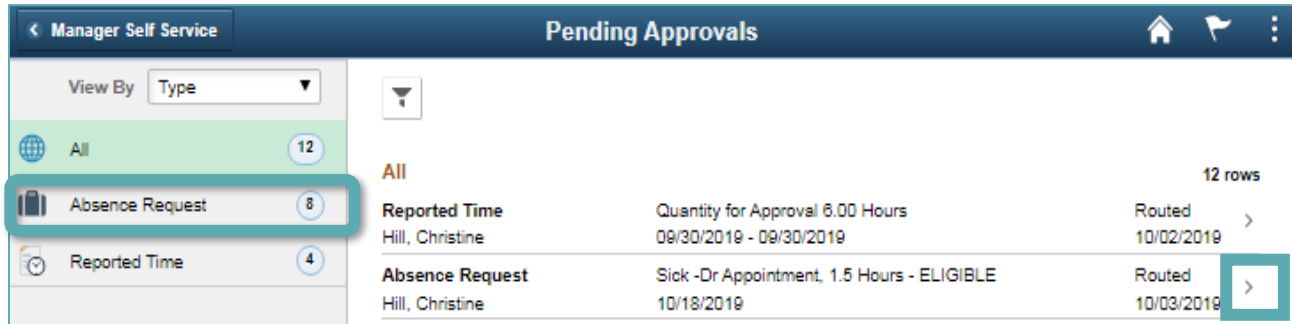 Manager Self Service
Pending Approvals
View By Type
All 12
Absence Request 8
Reported Time 4
All 12 rows
Reported Time Quantity for Approval 6.00 Hours Routed
Hill, Christine 09/30/2019 - 09/30/2019 10/02/2019
Absence Request Sick -Dr Appointment, 1.5 Hours - ELIGIBLE Routed
Hill, Christine 10/18/2019 10/03/2019